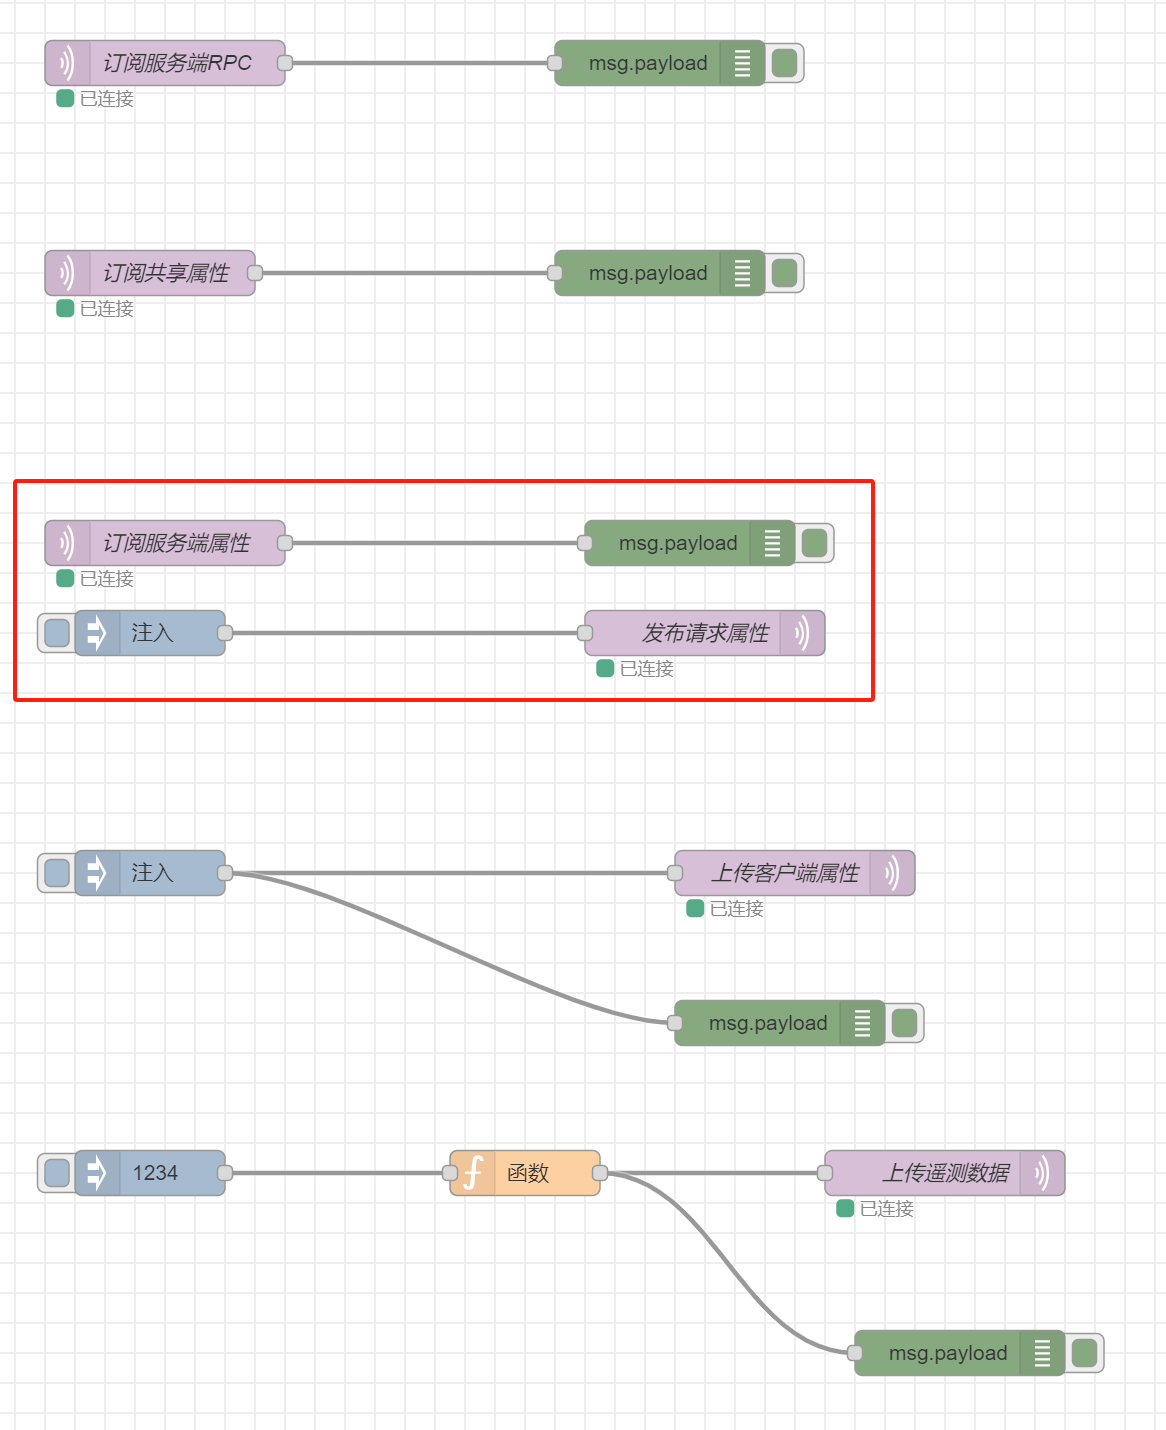 订阅服务端RPC
msg.payload
已连接
订阅共享属性
msg.payload
已连接
订阅服务端属性
msg.payload
已连接
注入
发布请求属性
已连接
注入
上传客户端属性
已连接
msg.payload
1234
函数
上传遥测数据
已连接
msg.payload